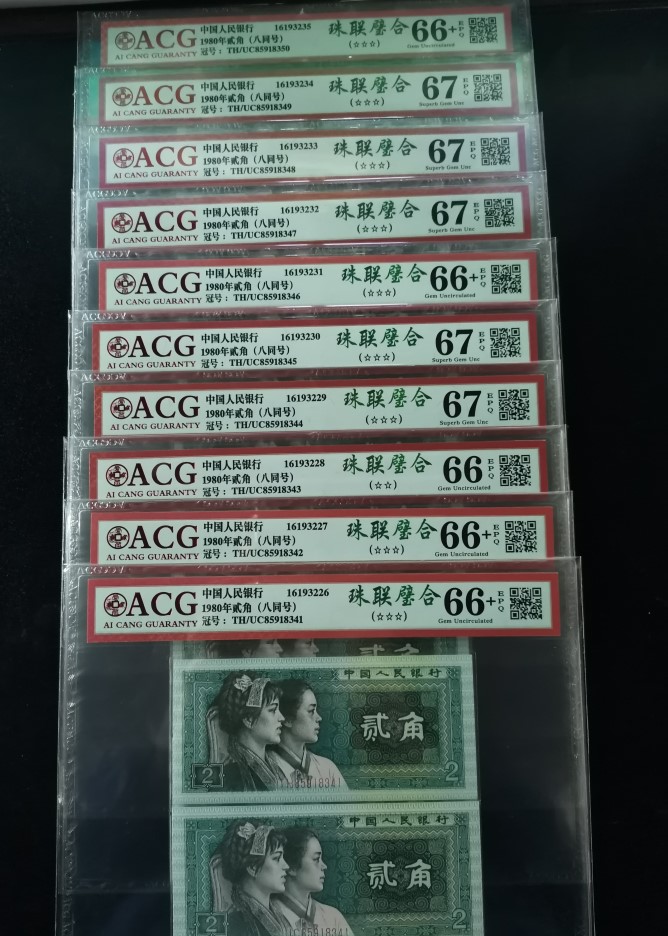 ACG
AI CANG GUARANTY
中国人民银行 16193235
1980年贰角（八同号）
冠号：TH/UC85918350
珠联璧合
(☆☆☆)
66+
EPQ
Gem Uncirculated
ACG
AI CANG GUARANTY
中国人民银行 16193234
1980年贰角（八同号）
冠号：TH/UC85918349
珠联璧合
(☆☆☆)
67
EPQ
Superb Gem Unc
ACG
AI CANG GUARANTY
中国人民银行 16193233
1980年贰角（八同号）
冠号：TH/UC85918348
珠联璧合
(☆☆☆)
67
EPQ
Superb Gem Unc
ACG
AI CANG GUARANTY
中国人民银行 16193232
1980年贰角（八同号）
冠号：TH/UC85918347
珠联璧合
(☆☆☆)
67
EPQ
Superb Gem Unc
ACG
AI CANG GUARANTY
中国人民银行 16193231
1980年贰角（八同号）
冠号：TH/UC85918346
珠联璧合
(☆☆☆)
66+
EPQ
Gem Uncirculated
ACG
AI CANG GUARANTY
中国人民银行 16193230
1980年贰角（八同号）
冠号：TH/UC85918345
珠联璧合
(☆☆☆)
67
EPQ
Superb Gem Unc
ACG
AI CANG GUARANTY
中国人民银行 16193229
1980年贰角（八同号）
冠号：TH/UC85918344
珠联璧合
(☆☆☆)
67
EPQ
Superb Gem Unc
ACG
AI CANG GUARANTY
中国人民银行 16193228
1980年贰角（八同号）
冠号：TH/UC85918343
珠联璧合
(☆☆)
66
EPQ
Gem Uncirculated
ACG
AI CANG GUARANTY
中国人民银行 16193227
1980年贰角（八同号）
冠号：TH/UC85918342
珠联璧合
(☆☆☆)
66+
EPQ
Gem Uncirculated
ACG
AI CANG GUARANTY
中国人民银行 16193226
1980年贰角（八同号）
冠号：TH/UC85918341
珠联璧合
(☆☆☆)
66+
EPQ
Gem Uncirculated
贰角
中国人民银行
贰角
2 2
中国人民银行
贰角
2 2